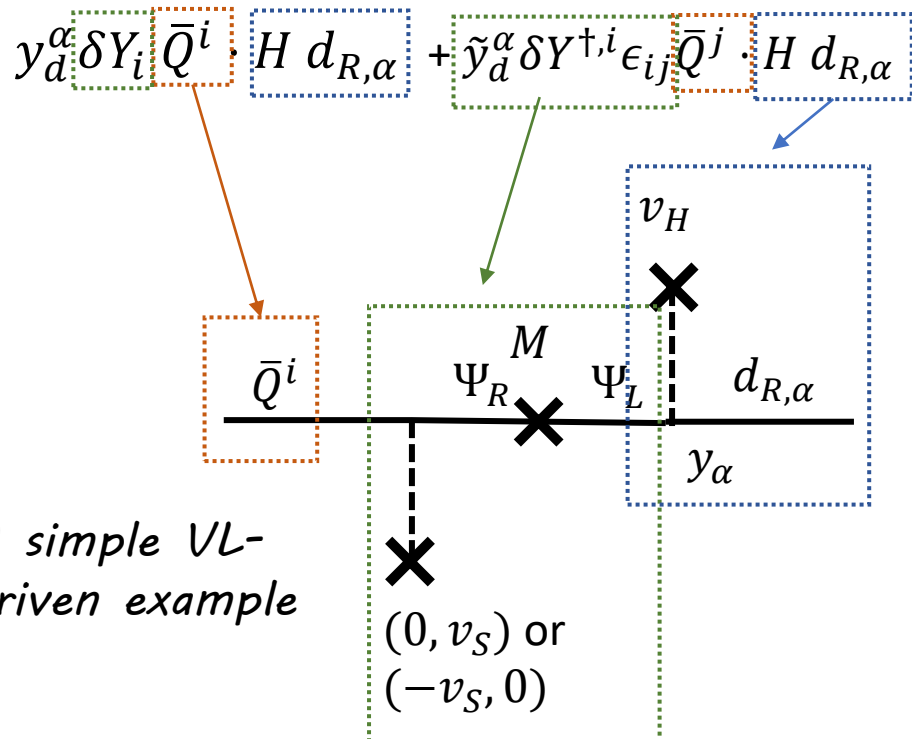 y_d^α δY_i Q̄^i · H d_{R,α} + ỹ_d^α δY^{†,i} ϵ_{ij} Q̄^j · H d_{R,α}
v_H
M
Q̄^i Ψ_R Ψ_L d_{R,α}
y_α
simple VL-
riven example
(0, v_S) or
(−v_S, 0)